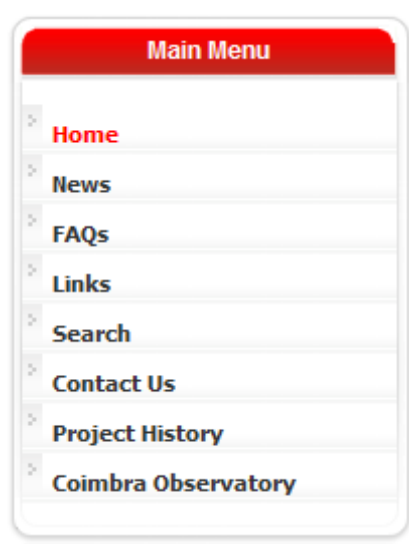 Main Menu
Home
News
FAQs
Links
Search
Contact Us
Project History
Coimbra Observatory